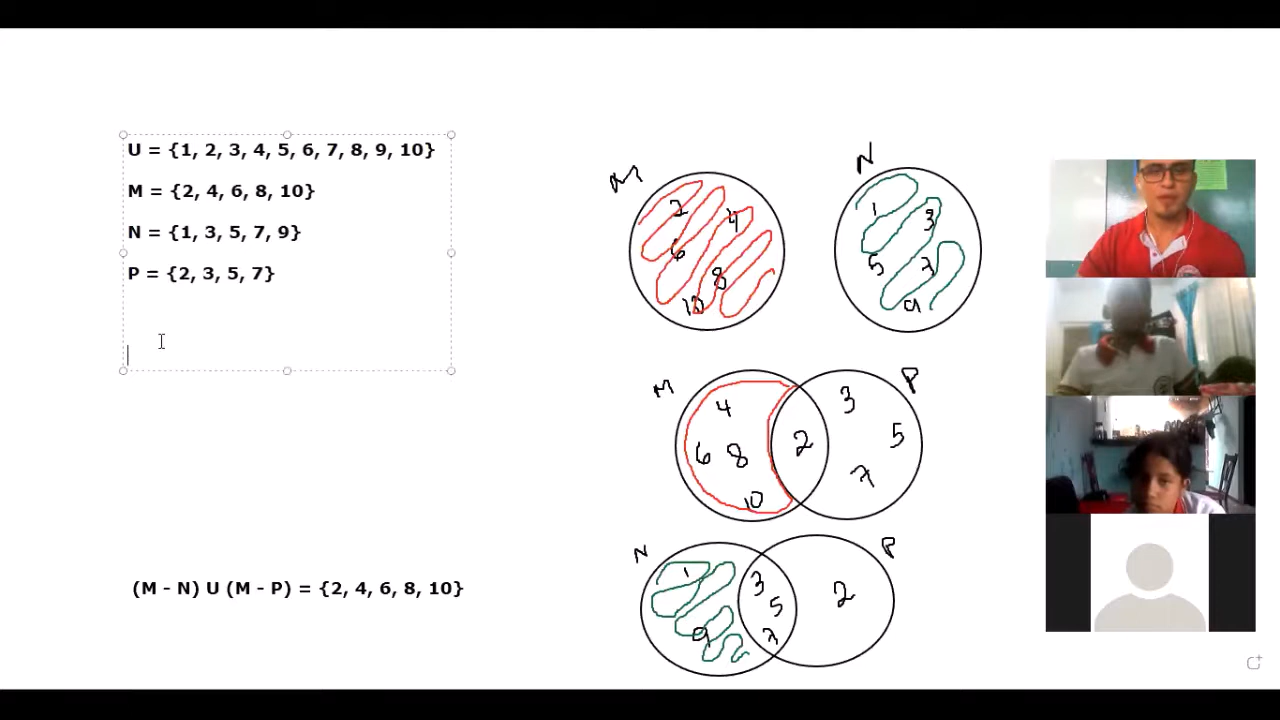 U = {1, 2, 3, 4, 5, 6, 7, 8, 9, 10}
M = {2, 4, 6, 8, 10}
N = {1, 3, 5, 7, 9}
P = {2, 3, 5, 7}
(M - N) U (M - P) = {2, 4, 6, 8, 10}
M
2 4
6
8
10
N
1 3
5 7
9
M P
4 3
6 8 2 5
7
10
N P
1 3
5 2
9 7